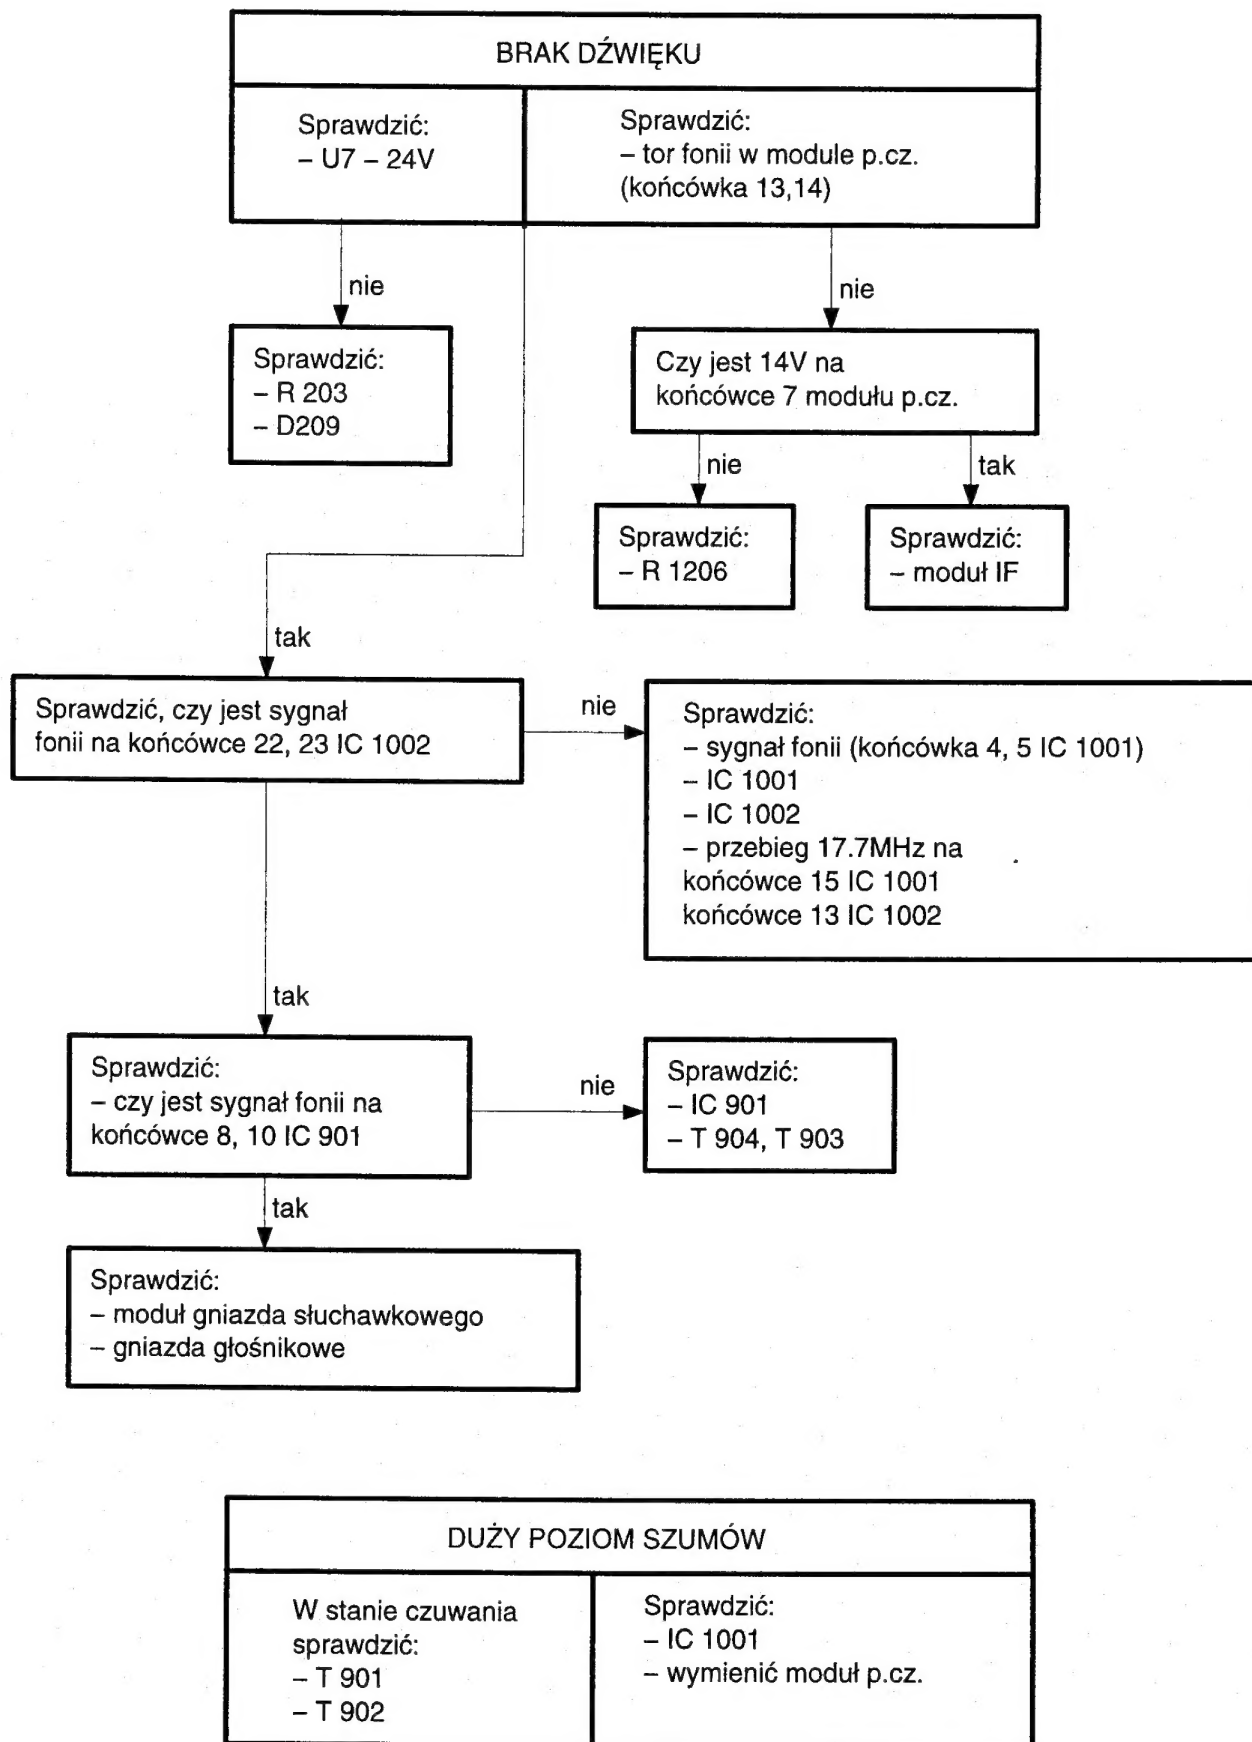 BRAK DŹWIĘKU
Sprawdzić:
– U7 – 24V
Sprawdzić:
– tor fonii w module p.cz.
(końcówka 13,14)
nie
nie
Sprawdzić:
– R 203
– D209
Czy jest 14V na
końcówce 7 modułu p.cz.
nie
tak
Sprawdzić:
– R 1206
Sprawdzić:
– moduł IF
tak
Sprawdzić, czy jest sygnał
fonii na końcówce 22, 23 IC 1002
nie
Sprawdzić:
– sygnał fonii (końcówka 4, 5 IC 1001)
– IC 1001
– IC 1002
– przebieg 17.7MHz na
końcówce 15 IC 1001
końcówce 13 IC 1002
tak
Sprawdzić:
– czy jest sygnał fonii na
końcówce 8, 10 IC 901
nie
Sprawdzić:
– IC 901
– T 904, T 903
tak
Sprawdzić:
– moduł gniazda słuchawkowego
– gniazda głośnikowe
DUŻY POZIOM SZUMÓW
W stanie czuwania
sprawdzić:
– T 901
– T 902
Sprawdzić:
– IC 1001
– wymienić moduł p.cz.